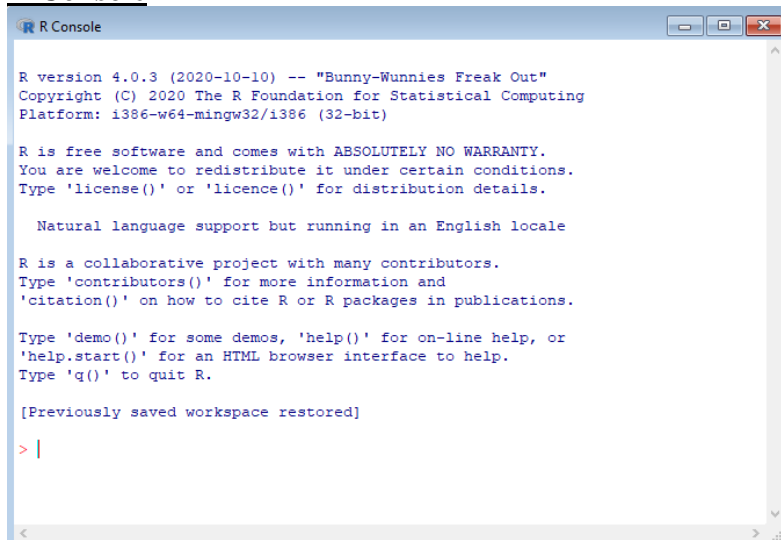 R Console
R version 4.0.3 (2020-10-10) -- "Bunny-Wunnies Freak Out"
Copyright (C) 2020 The R Foundation for Statistical Computing
Platform: i386-w64-mingw32/i386 (32-bit)
R is free software and comes with ABSOLUTELY NO WARRANTY.
You are welcome to redistribute it under certain conditions.
Type 'license()' or 'licence()' for distribution details.
Natural language support but running in an English locale
R is a collaborative project with many contributors.
Type 'contributors()' for more information and
'citation()' on how to cite R or R packages in publications.
Type 'demo()' for some demos, 'help()' for on-line help, or
'help.start()' for an HTML browser interface to help.
Type 'q()' to quit R.
[Previously saved workspace restored]
>